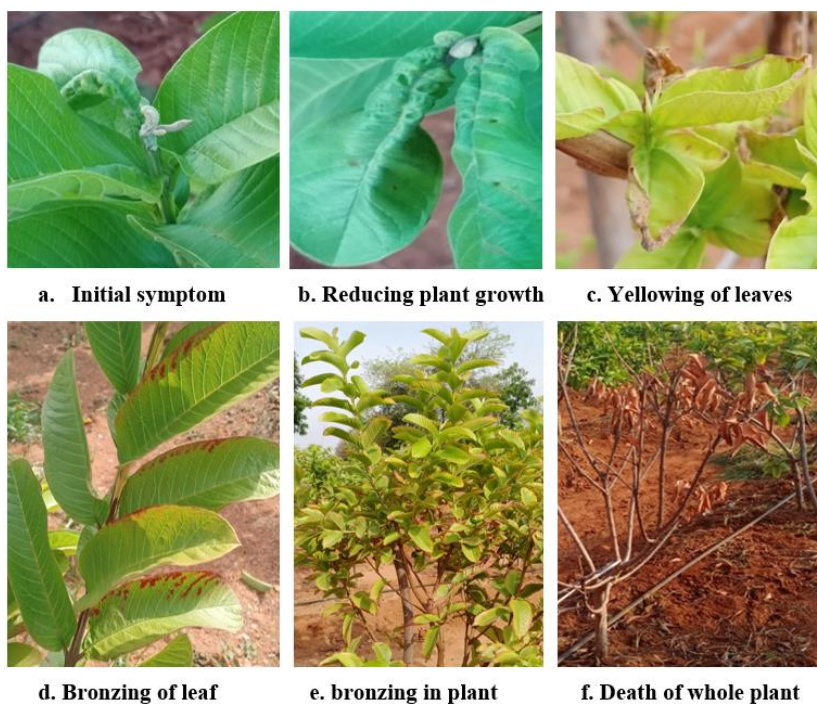 a. Initial symptom
b. Reducing plant growth
c. Yellowing of leaves
d. Bronzing of leaf
e. bronzing in plant
f. Death of whole plant